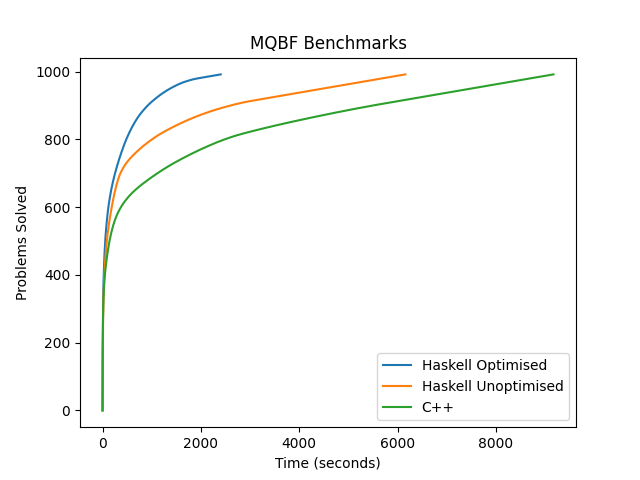 MQBF Benchmarks
Problems Solved
1000
800
600
400
200
0
0 2000 4000 6000 8000
Time (seconds)
Haskell Optimised
Haskell Unoptimised
C++